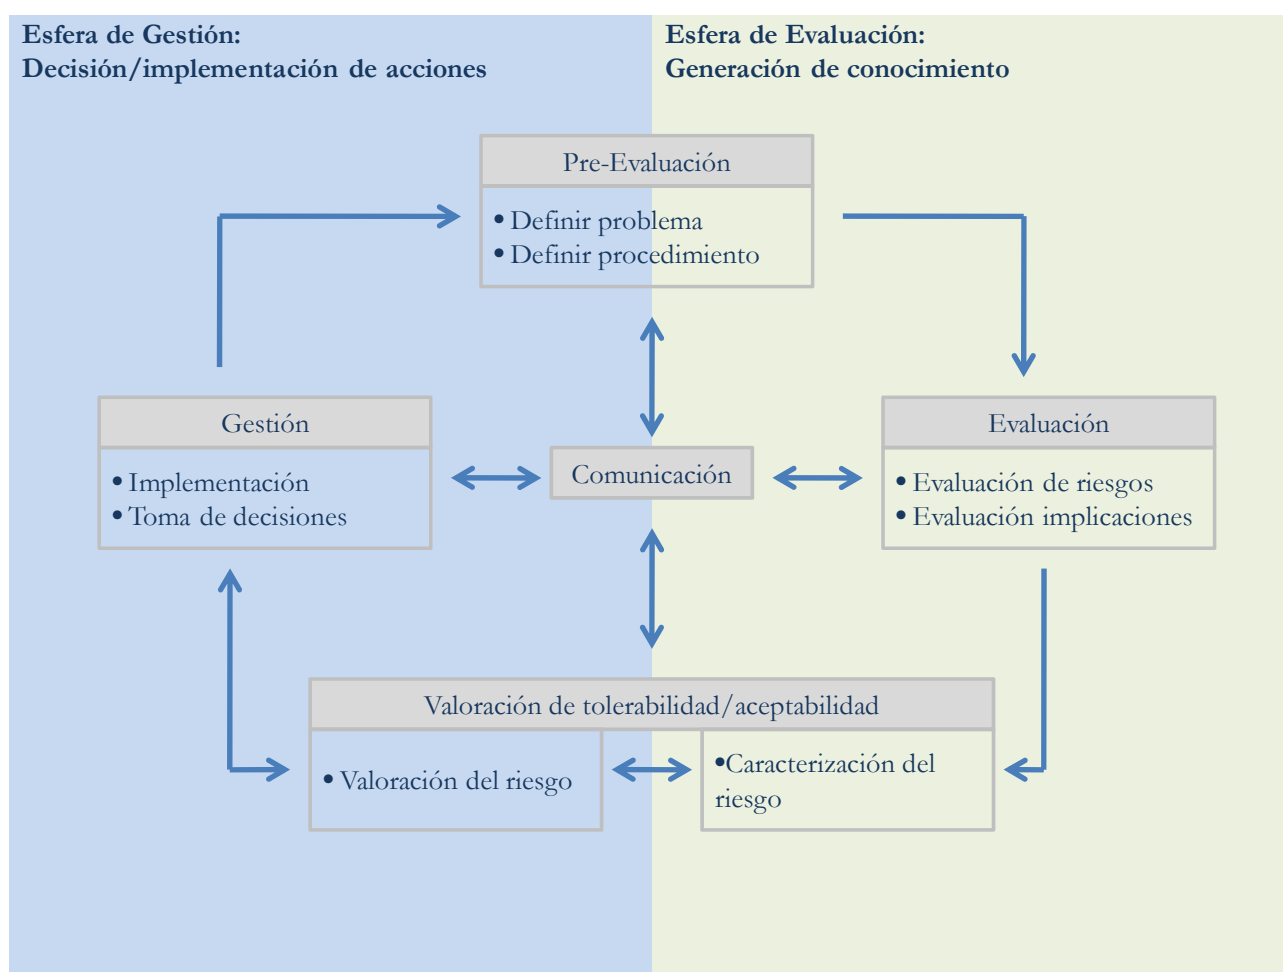 Esfera de Gestión:
Decisión/implementación de acciones
Esfera de Evaluación:
Generación de conocimiento
Pre-Evaluación
• Definir problema
• Definir procedimiento
Gestión
• Implementación
• Toma de decisiones
Comunicación
Evaluación
• Evaluación de riesgos
• Evaluación implicaciones
Valoración de tolerabilidad/aceptabilidad
• Valoración del riesgo
•Caracterización del
riesgo